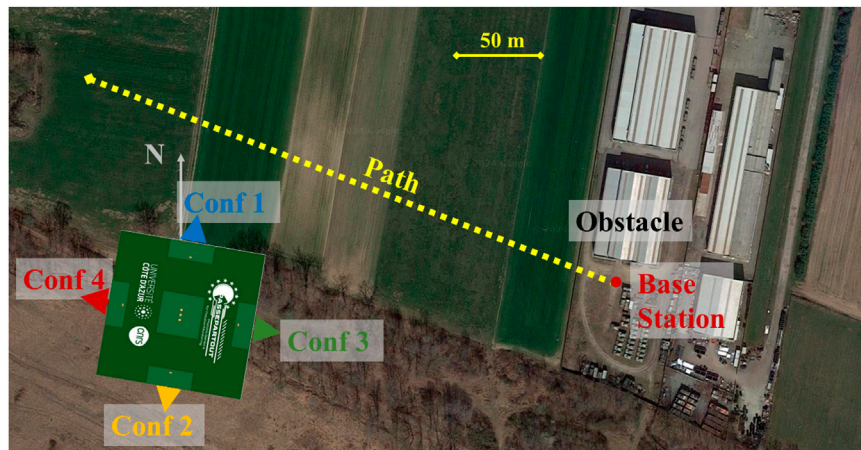 50 m
N
Path
Conf 1
Obstacle
Conf 4
UNIVERSITÉ
CÔTE D'AZUR
Base
Station
cnrs
Conf 3
Conf 2